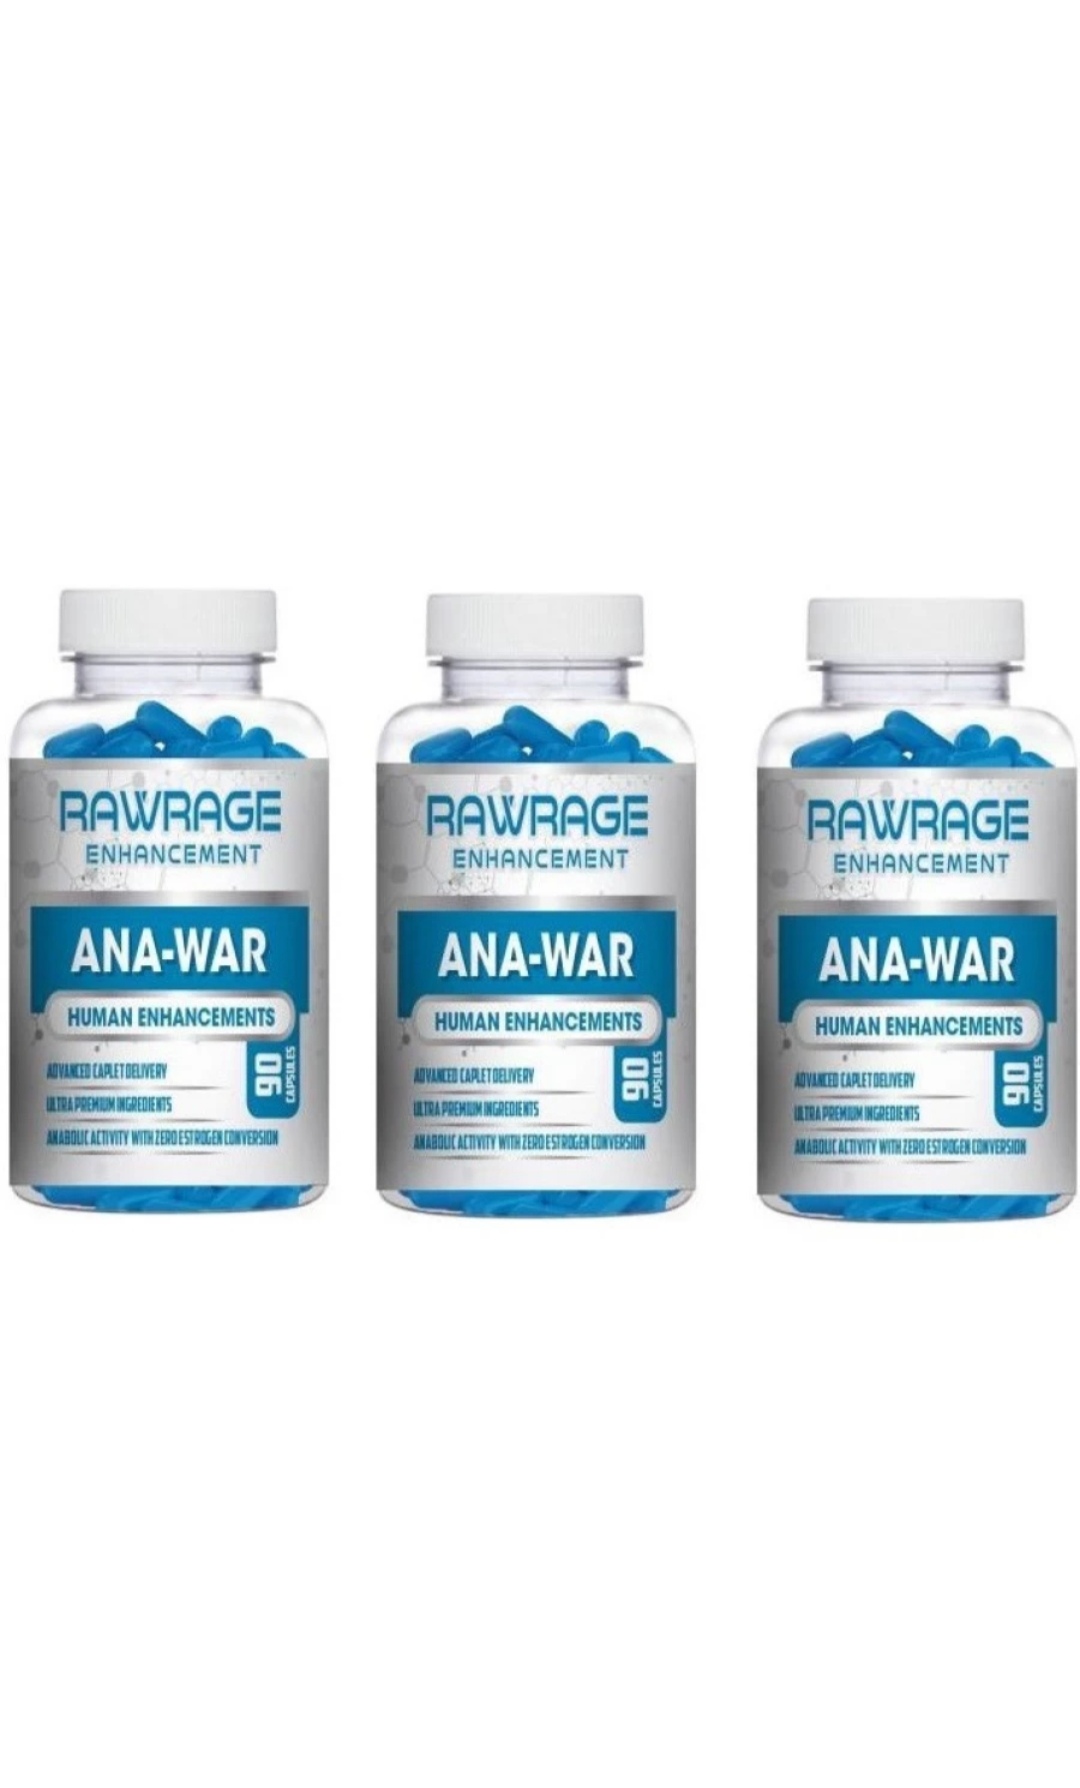 RAWRAGE
ENHANCEMENT
ANA-WAR
HUMAN ENHANCEMENTS
ADVANCED CAPLET DELIVERY
ULTRA PREMIUM INGREDIENTS
ANABOLIC ACTIVITY WITH ZERO ESTROGEN CONVERSION
90
CAPSULES
RAWRAGE
ENHANCEMENT
ANA-WAR
HUMAN ENHANCEMENTS
ADVANCED CAPLET DELIVERY
ULTRA PREMIUM INGREDIENTS
ANABOLIC ACTIVITY WITH ZERO ESTROGEN CONVERSION
90
CAPSULES
RAWRAGE
ENHANCEMENT
ANA-WAR
HUMAN ENHANCEMENTS
ADVANCED CAPLET DELIVERY
ULTRA PREMIUM INGREDIENTS
ANABOLIC ACTIVITY WITH ZERO ESTROGEN CONVERSION
90
CAPSULES